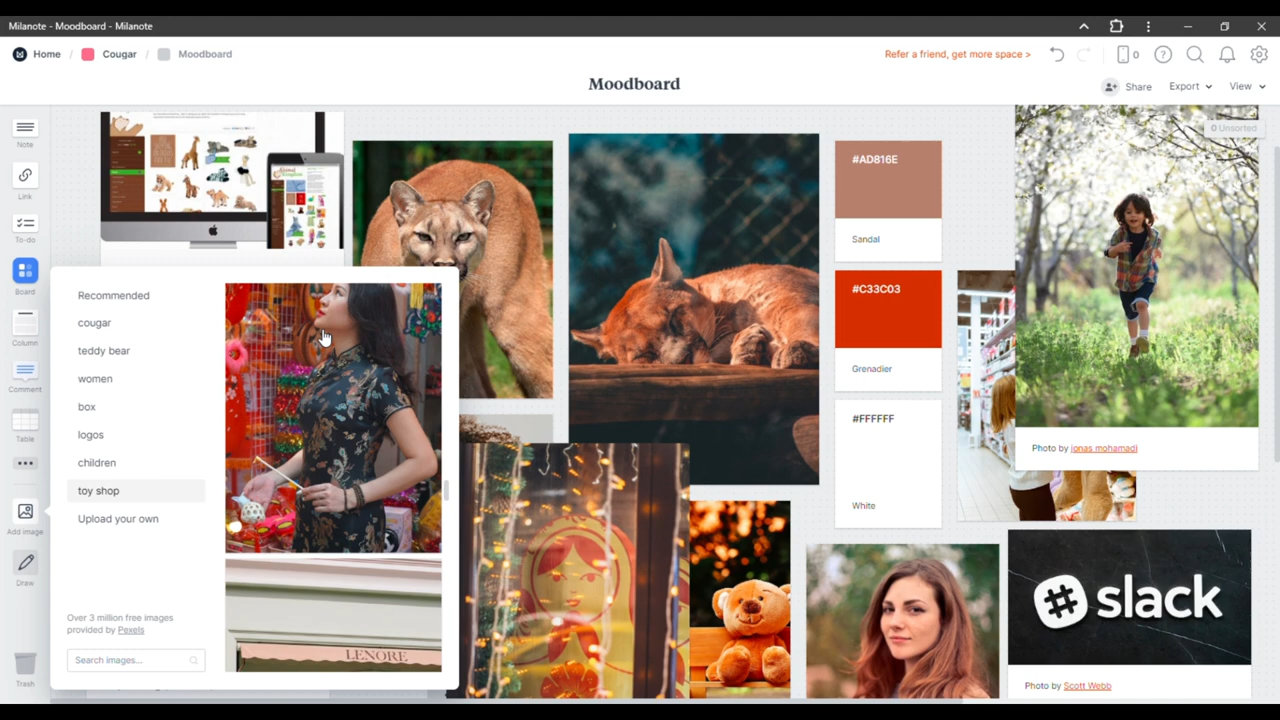 Milanote - Moodboard - Milanote
Home / Cougar / Moodboard
Refer a friend, get more space >
0
Moodboard
Share
Export
View
0 Unsorted
Note
Link
To-do
Board
Column
Comment
Table
Add image
Draw
Trash
Recommended
cougar
teddy bear
women
box
logos
children
toy shop
Upload your own
Over 3 million free images
provided by Pexels
Search images...
LENORE
#AD816E
Sandal
#C33C03
Grenadier
#FFFFFF
White
Photo by jonas mohamadi
slack
Photo by Scott Webb